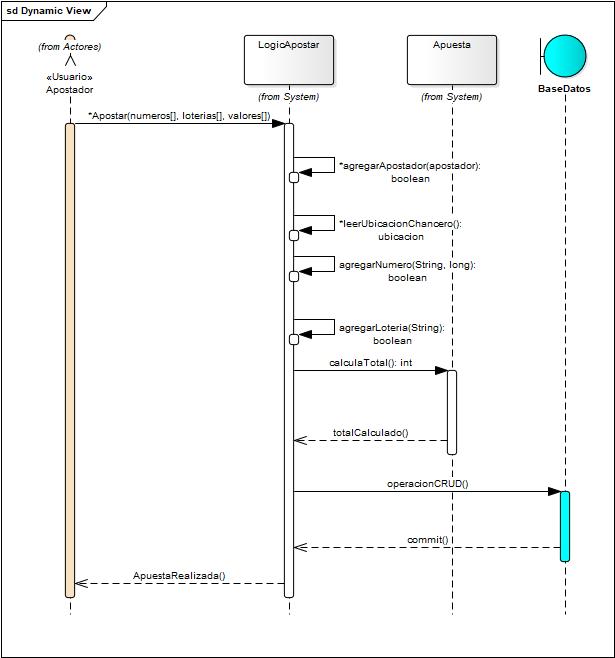 sd Dynamic View
(from Actores)
«Usuario»
Apostador
LogicApostar
(from System)
Apuesta
(from System)
BaseDatos
*Apostar(numeros[], loterias[], valores[])
*agregarApostador(apostador):
boolean
*leerUbicacionChancero():
ubicacion
agregarNumero(String, long):
boolean
agregarLoteria(String):
boolean
calculaTotal(): int
totalCalculado()
operacionCRUD()
commit()
ApuestaRealizada()